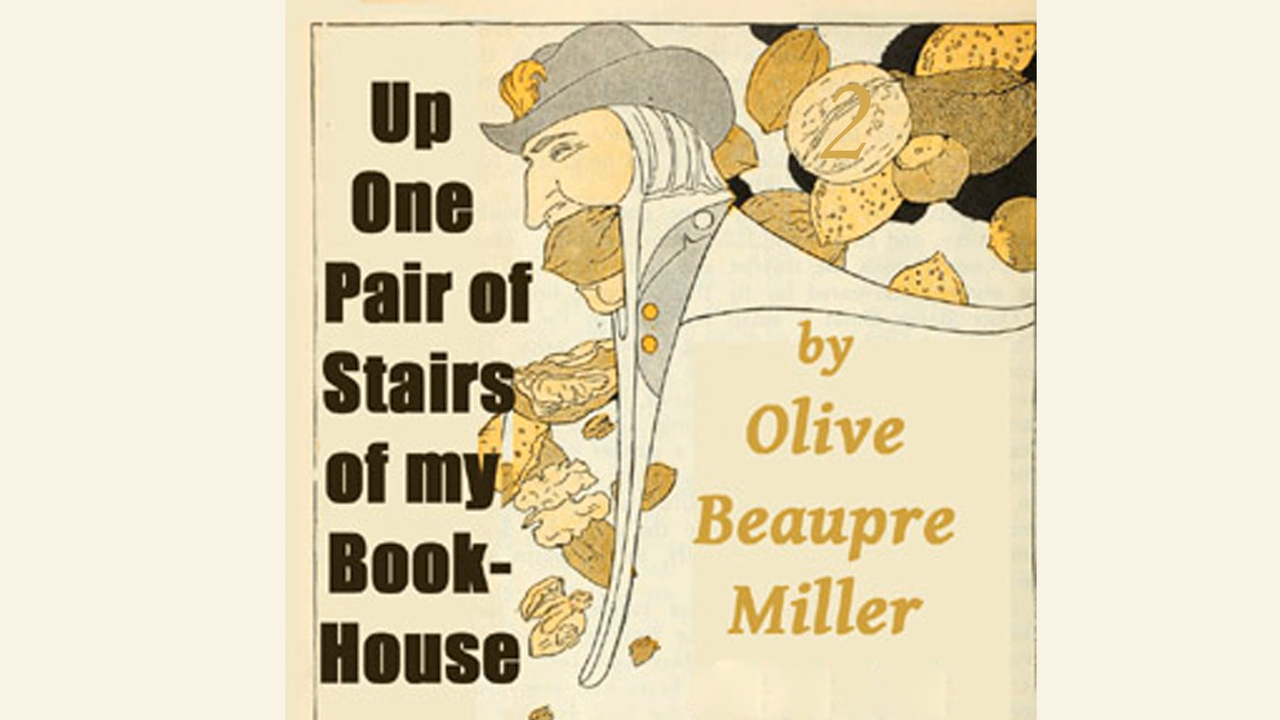 Up
One
Pair of
Stairs
of my
Book-
House
2
by
Olive
Beaupre
Miller